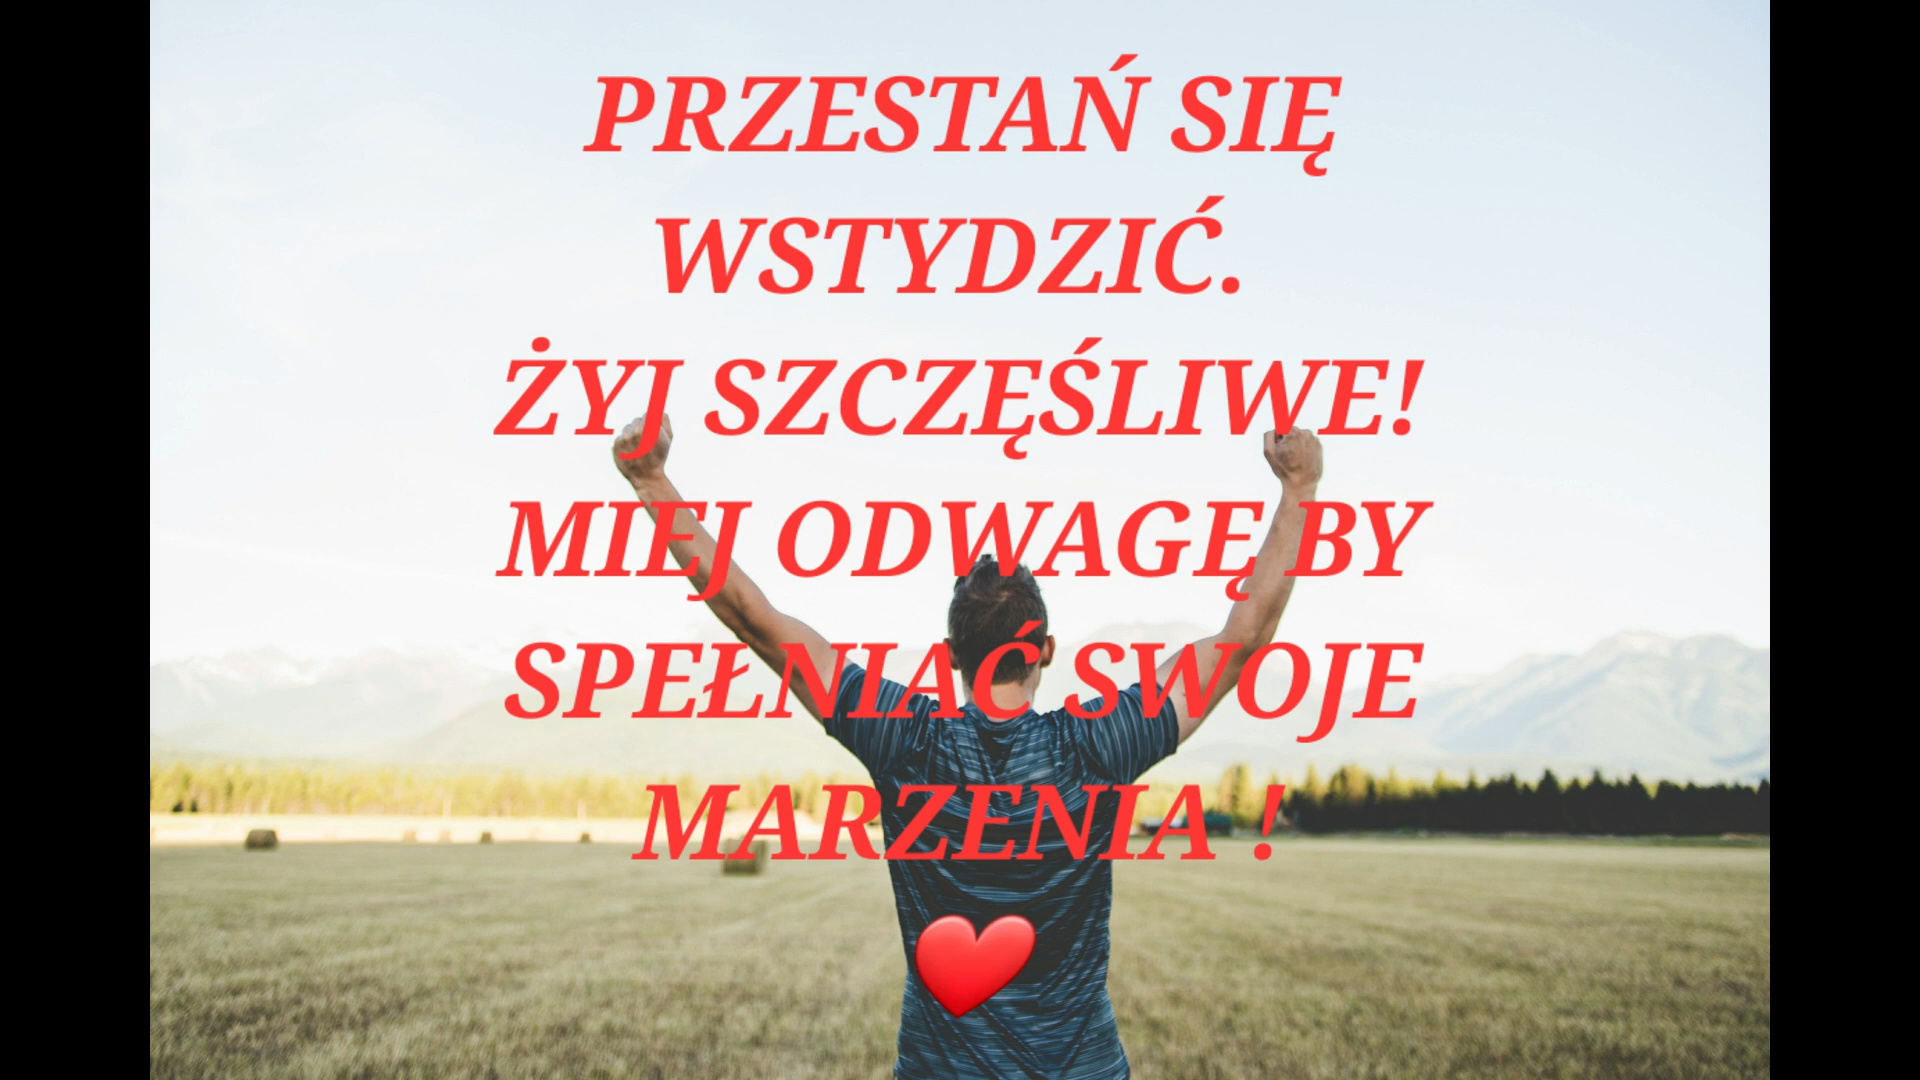 PRZESTAŃ SIĘ
WSTYDZIĆ.
ŻYJ SZCZĘŚLIWE!
MIEJ ODWAGĘ BY
SPEŁNIAĆ SWOJE
MARZENIA !